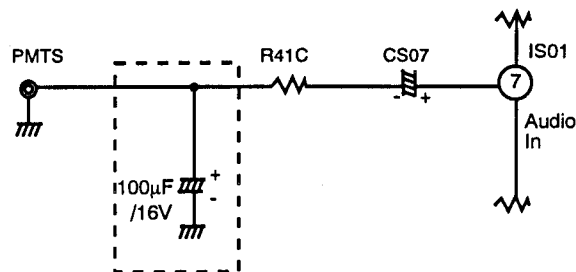 PMTS
R41C
CS07
IS01
- +
7
Audio
In
100µF
/16V
+
-